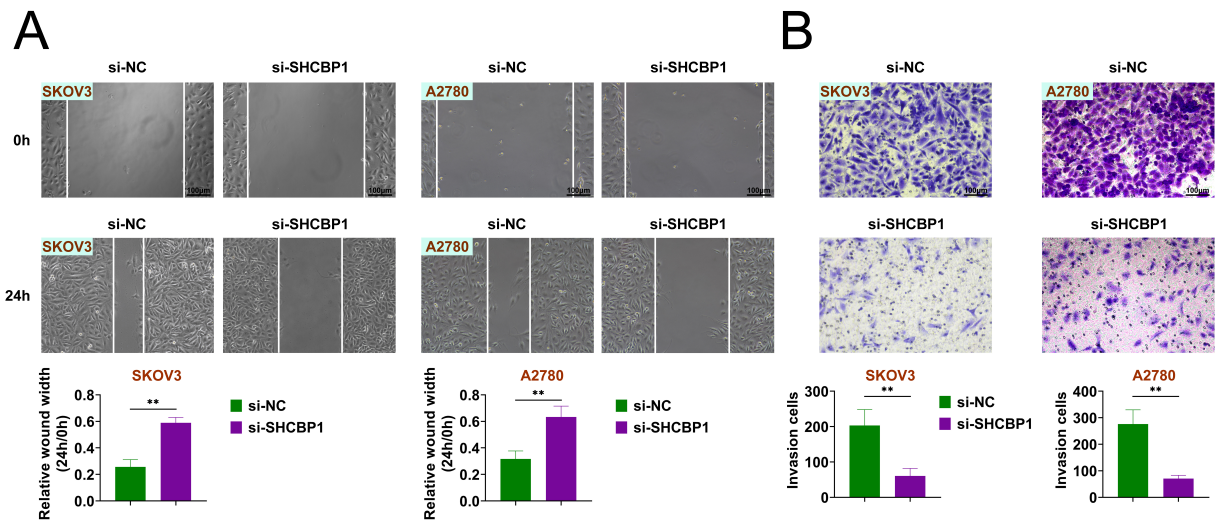 A
B
si-NC
si-SHCBP1
si-NC
si-SHCBP1
si-NC
si-NC
SKOV3
A2780
SKOV3
A2780
0h
100μm
100μm
100μm
100μm
100μm
100μm
si-NC
si-SHCBP1
si-NC
si-SHCBP1
si-SHCBP1
si-SHCBP1
SKOV3
A2780
24h
SKOV3
A2780
SKOV3
A2780
Relative wound width
(24h/0h)
0.8
0.6
0.4
0.2
0.0
**
si-NC
si-SHCBP1
Relative wound width
(24h/0h)
0.8
0.6
0.4
0.2
0.0
**
si-NC
si-SHCBP1
Invasion cells
300
200
100
0
**
si-NC
si-SHCBP1
Invasion cells
400
300
200
100
0
**